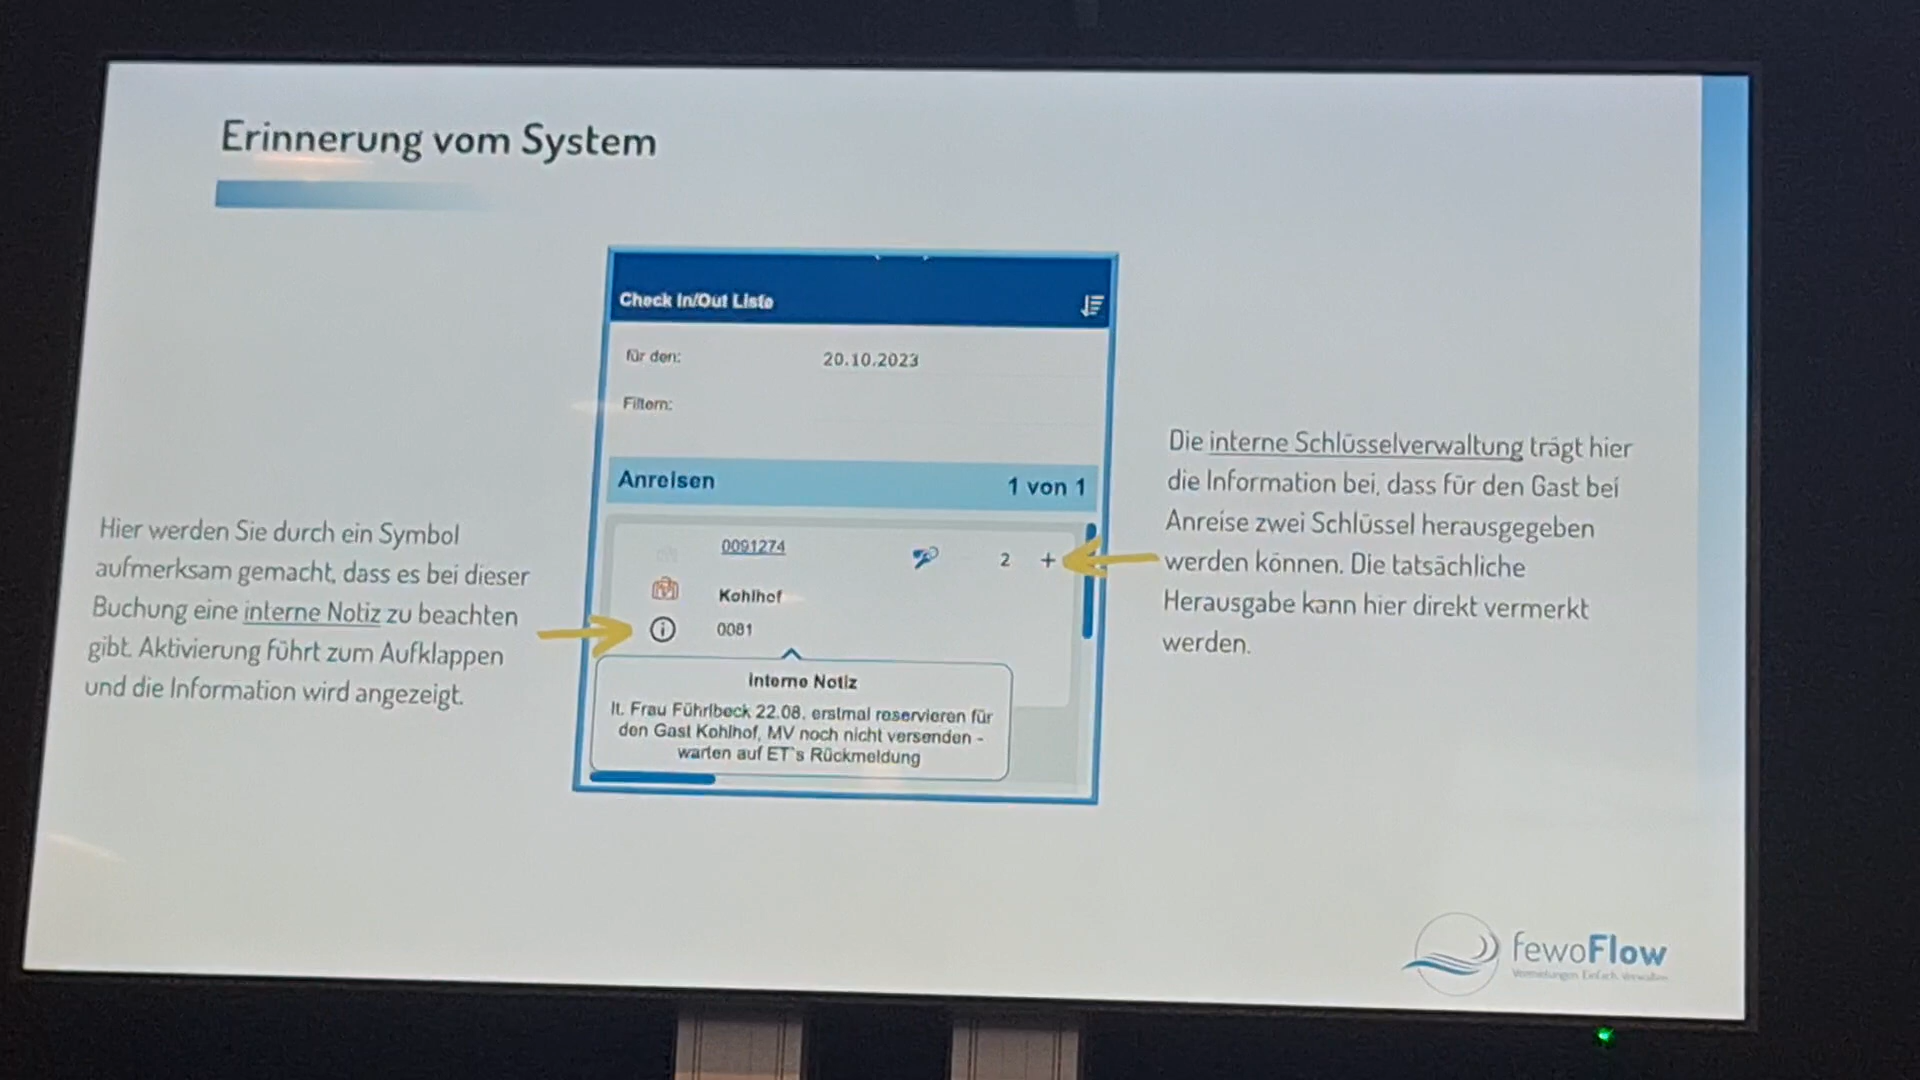 Erinnerung vom System
Check In/Out Liste
für den: 20.10.2023
Filtern:
Anreisen 1 von 1
0091274 2 +
Kohlhof
0081
Interne Notiz
lt. Frau Führlbeck 22.08. erstmal reservieren für
den Gast Kohlhof, MV noch nicht versenden -
warten auf ET`s Rückmeldung
Hier werden Sie durch ein Symbol
aufmerksam gemacht, dass es bei dieser
Buchung eine interne Notiz zu beachten
gibt. Aktivierung führt zum Aufklappen
und die Information wird angezeigt.
Die interne Schlüsselverwaltung trägt hier
die Information bei, dass für den Gast bei
Anreise zwei Schlüssel herausgegeben
werden können. Die tatsächliche
Herausgabe kann hier direkt vermerkt
werden.
fewoFlow
Vermietungen Einfach Verwalten